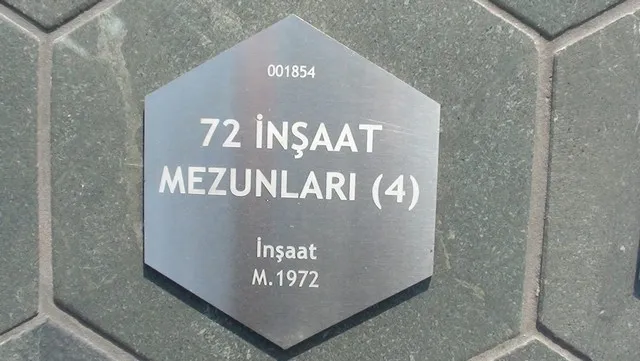 001854
72 İNŞAAT
MEZUNLARI (4)
İnşaat
M.1972